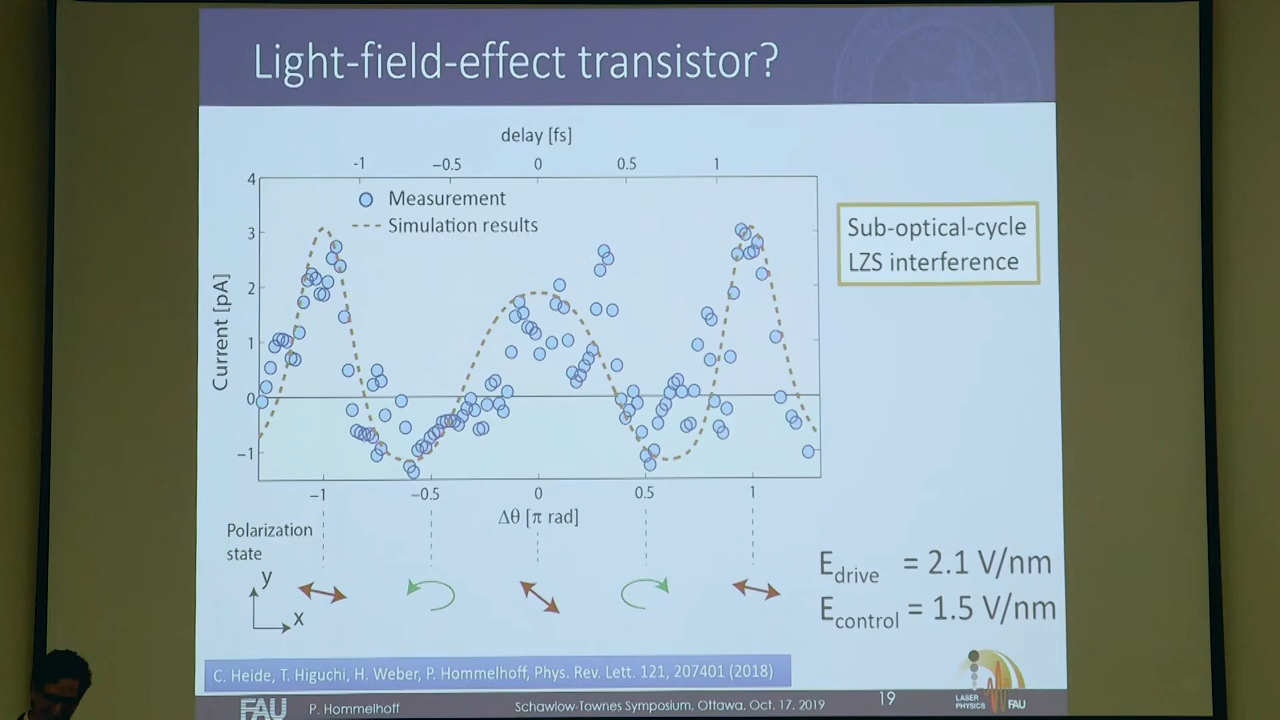 Light-field-effect transistor?
delay [fs]
-1 −0.5 0 0.5 1
4
3
2
1
0
−1
Current [pA]
Measurement
Simulation results
Sub-optical-cycle
LZS interference
−1 −0.5 0 0.5 1
Δθ [π rad]
Polarization
state
y
x
E drive = 2.1 V/nm
E control = 1.5 V/nm
C. Heide, T. Higuchi, H. Weber, P. Hommelhoff, Phys. Rev. Lett. 121, 207401 (2018)
FAU P. Hommelhoff Schawlow-Townes Symposium, Ottawa. Oct. 17. 2019 19
LASER
PHYSICS FAU